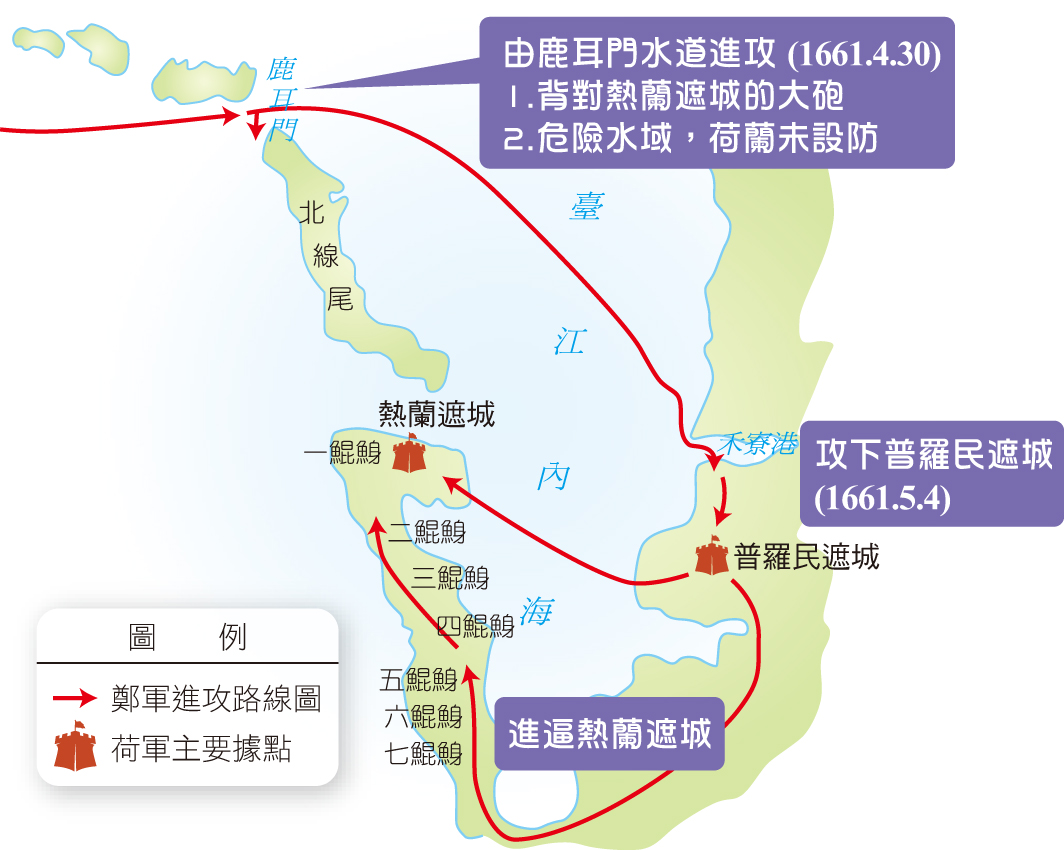 由鹿耳門水道進攻 (1661.4.30)
1.背對熱蘭遮城的大砲
2.危險水域，荷蘭未設防
鹿耳門
北線尾
臺江內海
熱蘭遮城
一鯤鯓
禾寮港
攻下普羅民遮城
(1661.5.4)
二鯤鯓
普羅民遮城
三鯤鯓
四鯤鯓
五鯤鯓
六鯤鯓
七鯤鯓
進逼熱蘭遮城
圖 例
鄭軍進攻路線圖
荷軍主要據點